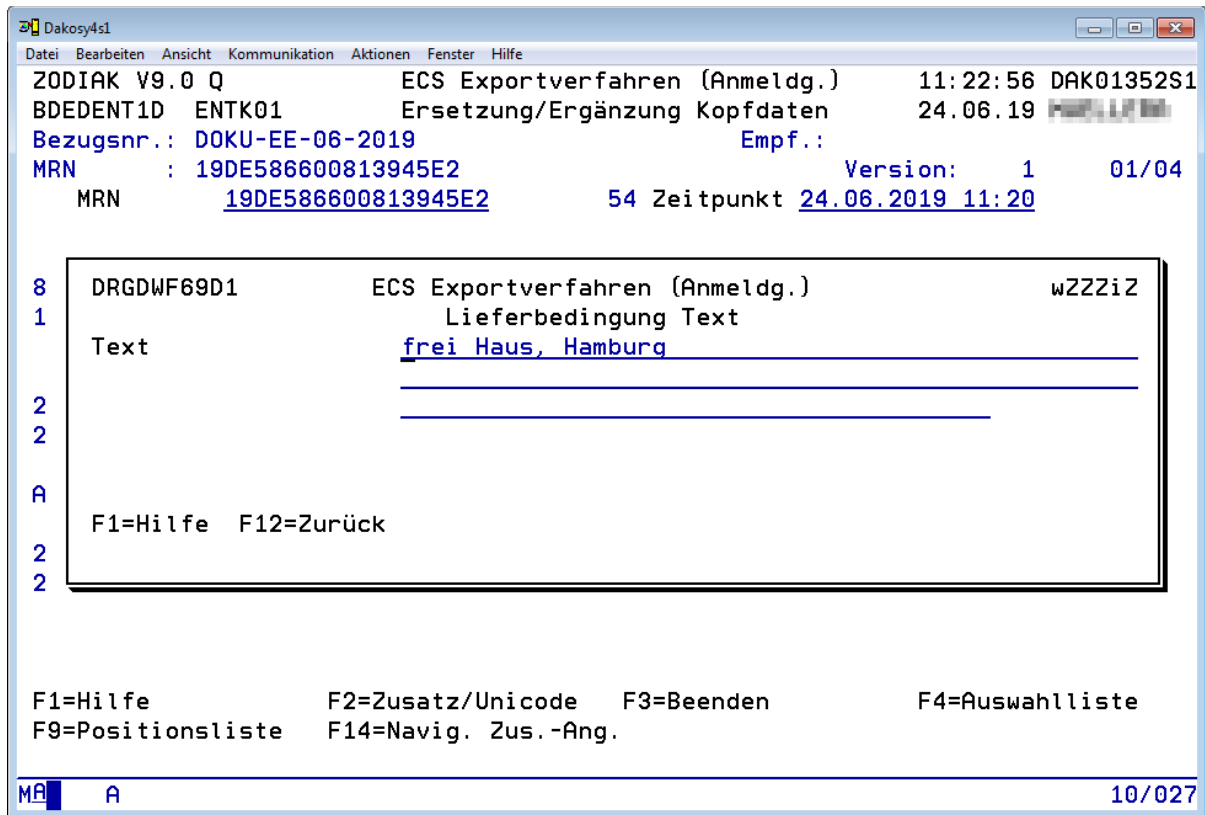 Dakosy4s1
Datei Bearbeiten Ansicht Kommunikation Aktionen Fenster Hilfe
ZODIAK V9.0 Q ECS Exportverfahren (Anmeldg.) 11:22:56 DAK01352S1
BDEDENT1D ENTK01 Ersetzung/Ergänzung Kopfdaten 24.06.19
Bezugsnr.: DOKU-EE-06-2019 Empf.:
MRN : 19DE586600813945E2 Version: 1 01/04
MRN 19DE586600813945E2 54 Zeitpunkt 24.06.2019 11:20
8 DRGDWF69D1 ECS Exportverfahren (Anmeldg.) wZZZiZ
1 Lieferbedingung Text
Text frei Haus, Hamburg
2
2
A
F1=Hilfe F12=Zurück
2
2
F1=Hilfe F2=Zusatz/Unicode F3=Beenden F4=Auswahlliste
F9=Positionsliste F14=Navig. Zus.-Ang.
MA A 10/027